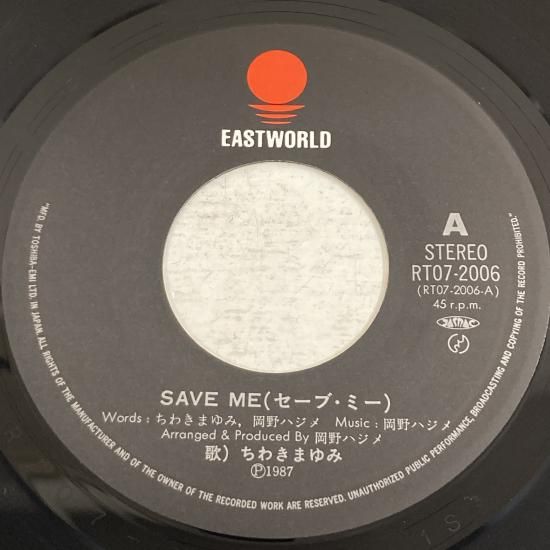 EASTWORLD
A
STEREO
RT07-2006
(RT07-2006-A)
45 r.p.m.
SAVE ME(セーブ・ミー)
Words : ちわきまゆみ, 岡野ハジメ Music : 岡野ハジメ
Arranged & Produced By 岡野ハジメ
歌) ちわきまゆみ
Ⓟ1987
"MFD. BY TOSHIBA-EMI LTD. IN JAPAN. ALL RIGHTS OF THE MANUFACTURER AND OF THE OWNER OF THE RECORDED WORK ARE RESERVED. UNAUTHORIZED PUBLIC PERFORMANCE, BROADCASTING AND COPYING OF THE RECORD PROHIBITED."